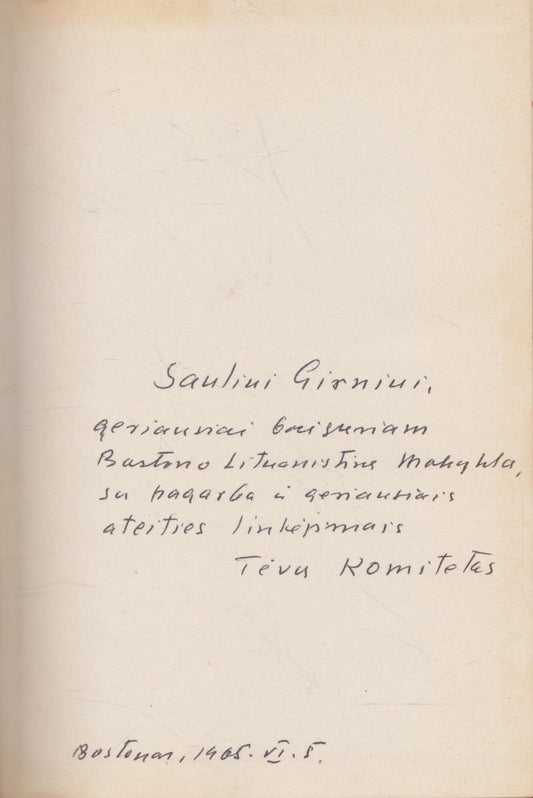 Sauliui Girniui,
geriausiai baigusiam
Bostono Lituanistinę Mokyklą,
su pagarba ir geriausiais
ateities linkėjimais
Tėvų Komitetas
Bostonas, 1965. VI. 5.